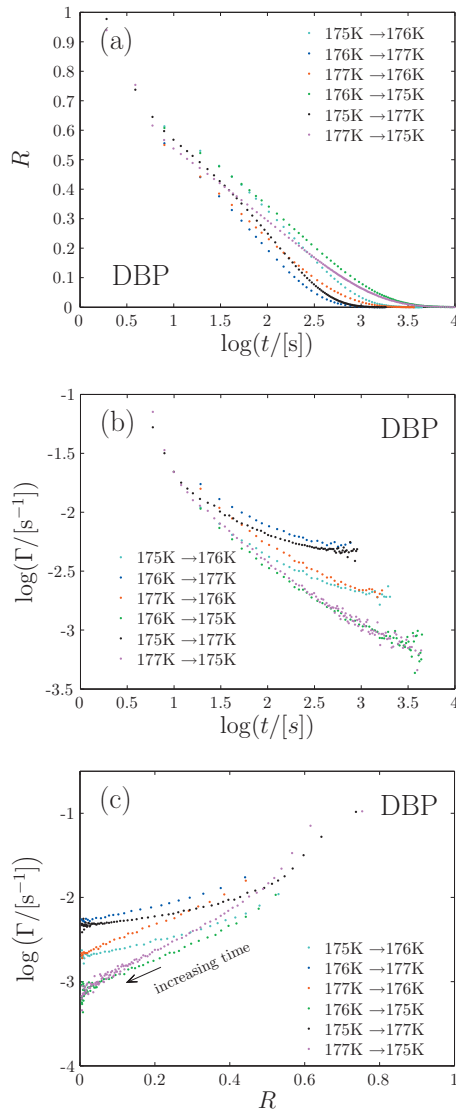 (a)
1
0.9
0.8
0.7
0.6
0.5
0.4
0.3
0.2
0.1
0
R
175K →176K
176K →177K
177K →176K
176K →175K
175K →177K
177K →175K
DBP
0 0.5 1 1.5 2 2.5 3 3.5 4
log(t/[s])
(b)
DBP
-1
-1.5
-2
-2.5
-3
-3.5
log(Γ/[s⁻¹])
175K →176K
176K →177K
177K →176K
176K →175K
175K →177K
177K →175K
0 0.5 1 1.5 2 2.5 3 3.5 4
log(t/[s])
(c)
DBP
-1
-2
-3
-4
log (Γ/[s⁻¹])
increasing time
175K →176K
176K →177K
177K →176K
176K →175K
175K →177K
177K →175K
0 0.2 0.4 0.6 0.8 1
R